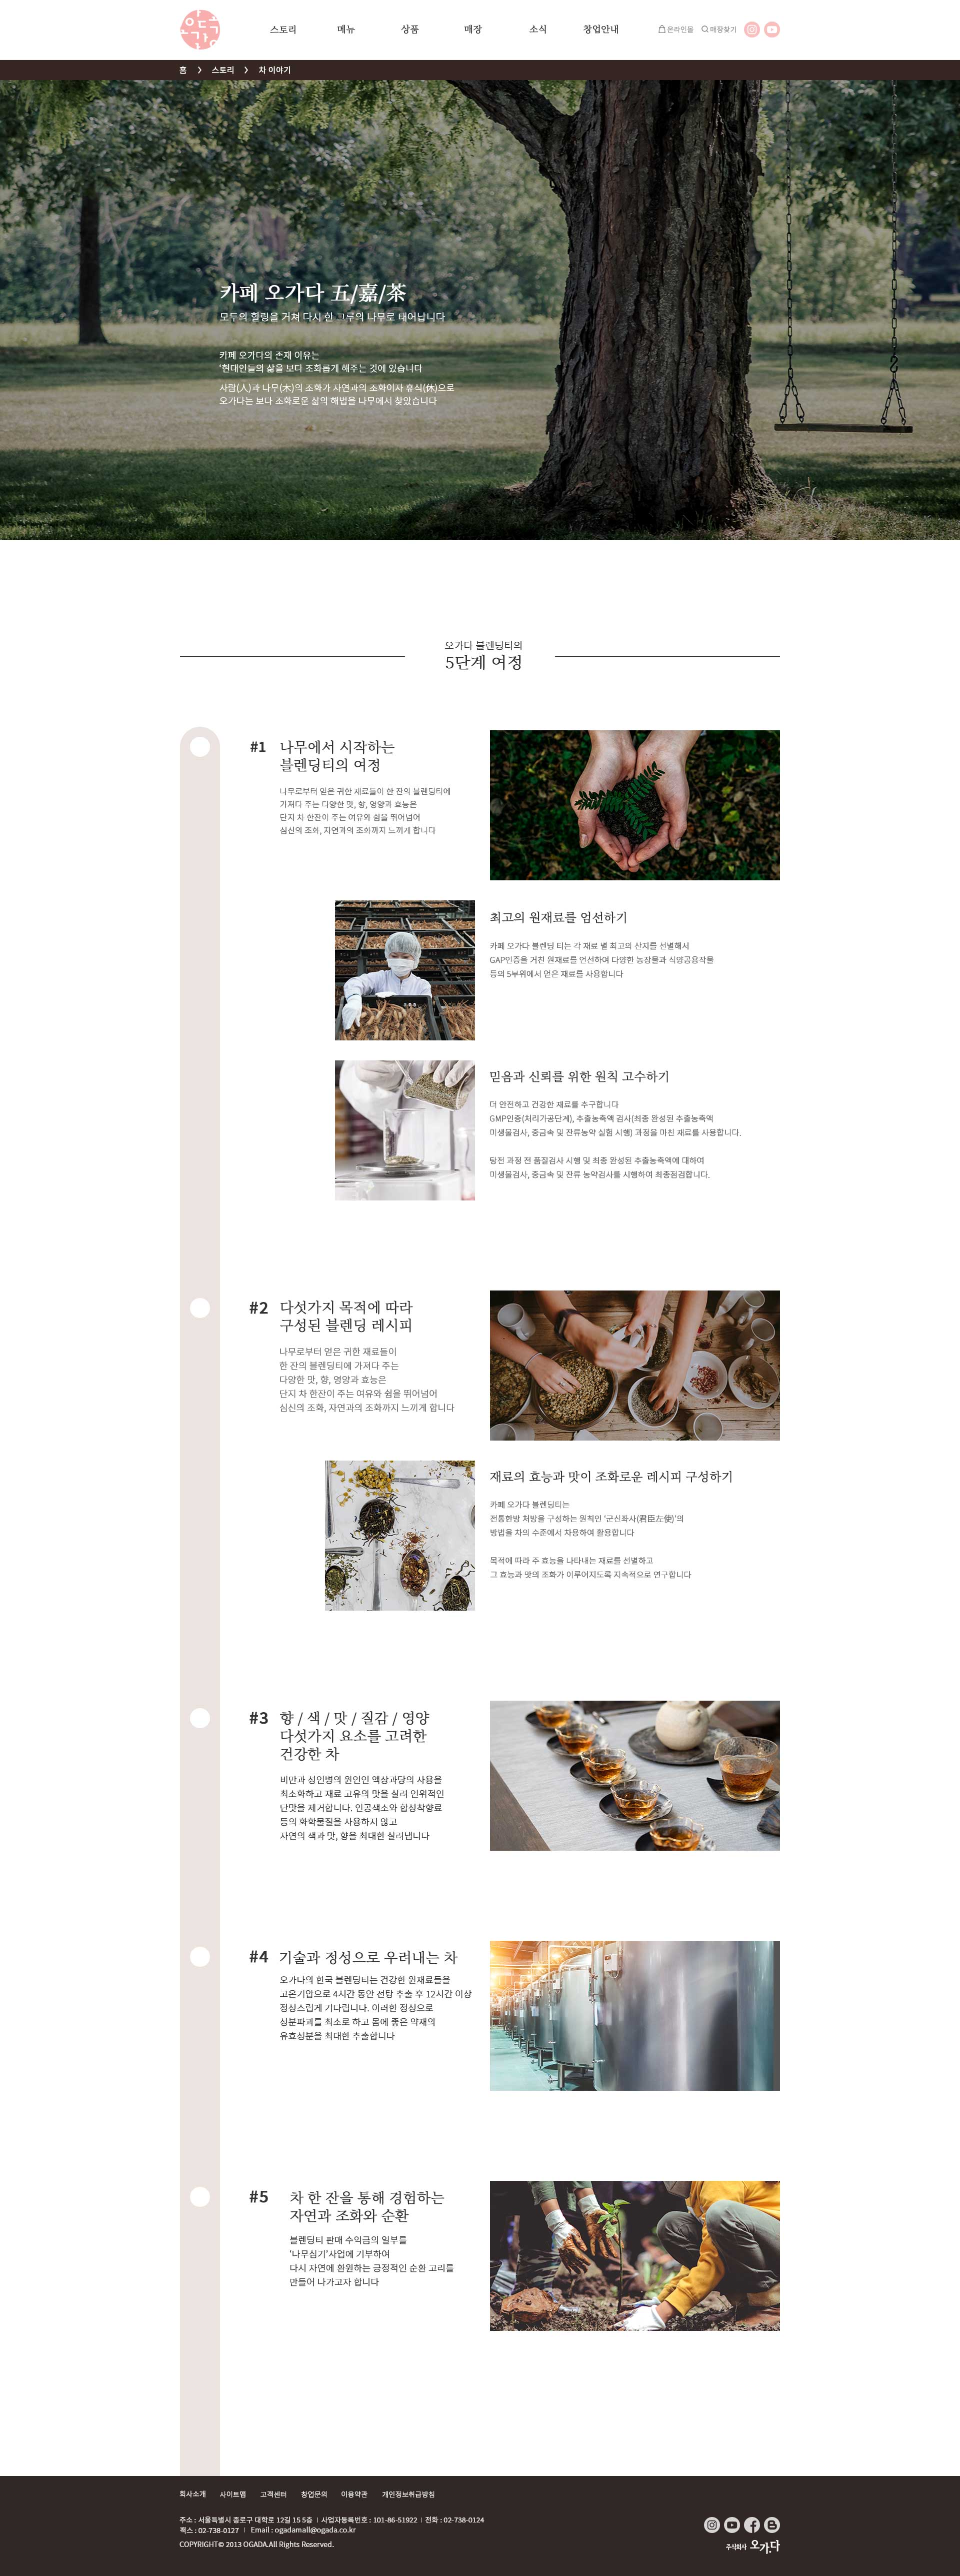 오가다
스토리 메뉴 상품 매장 소식 창업안내 온라인몰 매장찾기
홈 > 스토리 > 차 이야기
카페 오가다 五/嘉/茶
모두의 힐링을 거쳐 다시 한 그루의 나무로 태어납니다
카페 오가다의 존재 이유는
'현대인들의 삶을 보다 조화롭게 해주는 것에 있습니다
사람(人)과 나무(木)의 조화가 자연과의 조화이자 휴식(休)으로
오가다는 보다 조화로운 삶의 해법을 나무에서 찾았습니다
오가다 블렌딩티의
5단계 여정
#1 나무에서 시작하는
블렌딩티의 여정
나무로부터 얻은 귀한 재료들이 한 잔의 블렌딩티에
가져다 주는 다양한 맛, 향, 영양과 효능은
단지 차 한잔이 주는 여유와 쉼을 뛰어넘어
심신의 조화, 자연과의 조화까지 느끼게 합니다
최고의 원재료를 엄선하기
카페 오가다 블렌딩 티는 각 재료 별 최고의 산지를 선별해서
GAP인증을 거친 원재료를 언선하여 다양한 농장물과 식양공용작물
등의 5부위에서 얻은 재료를 사용합니다
믿음과 신뢰를 위한 원칙 고수하기
더 안전하고 건강한 재료를 추구합니다
GMP인증(처리가공단계), 추출농축액 검사(최종 완성된 추출농축액
미생물검사, 중금속 및 잔류농약 실험 시행) 과정을 마친 재료를 사용합니다.
탕전 과정 전 품질검사 시행 및 최종 완성된 추출농축액에 대하여
미생물검사, 중금속 및 잔류 농약검사를 시행하여 최종점검합니다.
#2 다섯가지 목적에 따라
구성된 블렌딩 레시피
나무로부터 얻은 귀한 재료들이
한 잔의 블렌딩티에 가져다 주는
다양한 맛, 향, 영양과 효능은
단지 차 한잔이 주는 여유와 쉼을 뛰어넘어
심신의 조화, 자연과의 조화까지 느끼게 합니다
재료의 효능과 맛이 조화로운 레시피 구성하기
카페 오가다 블렌딩티는
전통한방 처방을 구성하는 원칙인 '군신좌사(君臣左使)'의
방법을 차의 수준에서 차용하여 활용합니다
목적에 따라 주 효능을 나타내는 재료를 선별하고
그 효능과 맛의 조화가 이루어지도록 지속적으로 연구합니다
#3 향 / 색 / 맛 / 질감 / 영양
다섯가지 요소를 고려한
건강한 차
비만과 성인병의 원인인 액상과당의 사용을
최소화하고 재료 고유의 맛을 살려 인위적인
단맛을 제거합니다. 인공색소와 합성착향료
등의 화학물질을 사용하지 않고
자연의 색과 맛, 향을 최대한 살려냅니다
#4 기술과 정성으로 우려내는 차
오가다의 한국 블렌딩티는 건강한 원재료들을
고온기압으로 4시간 동안 전탕 추출 후 12시간 이상
정성스럽게 기다립니다. 이러한 정성으로
성분파괴를 최소로 하고 몸에 좋은 약재의
유효성분을 최대한 추출합니다
#5 차 한 잔을 통해 경험하는
자연과 조화와 순환
블렌딩티 판매 수익금의 일부를
'나무심기'사업에 기부하여
다시 자연에 환원하는 긍정적인 순환 고리를
만들어 나가고자 합니다
회사소개 사이트맵 고객센터 창업문의 이용약관 개인정보취급방침
주소 : 서울특별시 종로구 대학로 12길 15 5층 | 사업자등록번호 : 101-86-51922 | 전화 : 02-738-0124
팩스 : 02-738-0127 | Email : ogadamall@ogada.co.kr
COPYRIGHT© 2013 OGADA.All Rights Reserved.
주식회사 오가다